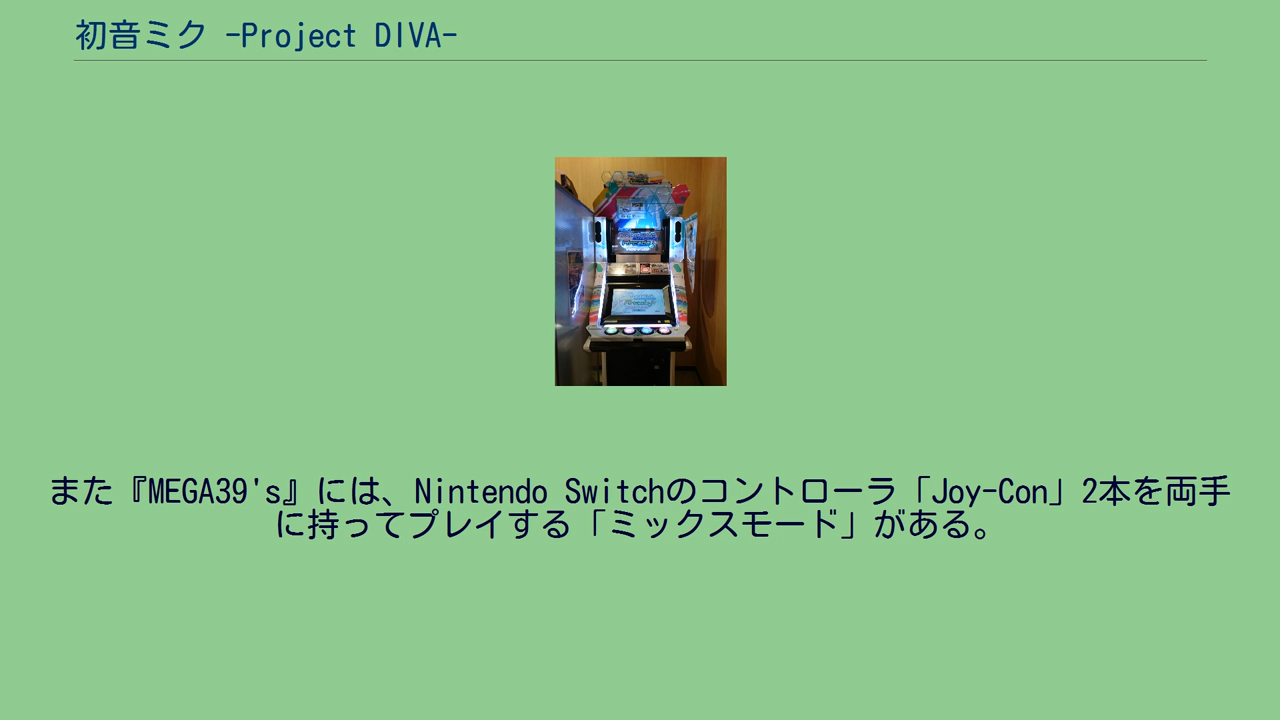 初音ミク -Project DIVA-
また『MEGA39's』には、Nintendo Switchのコントローラ「Joy-Con」2本を両手
に持ってプレイする「ミックスモード」がある。